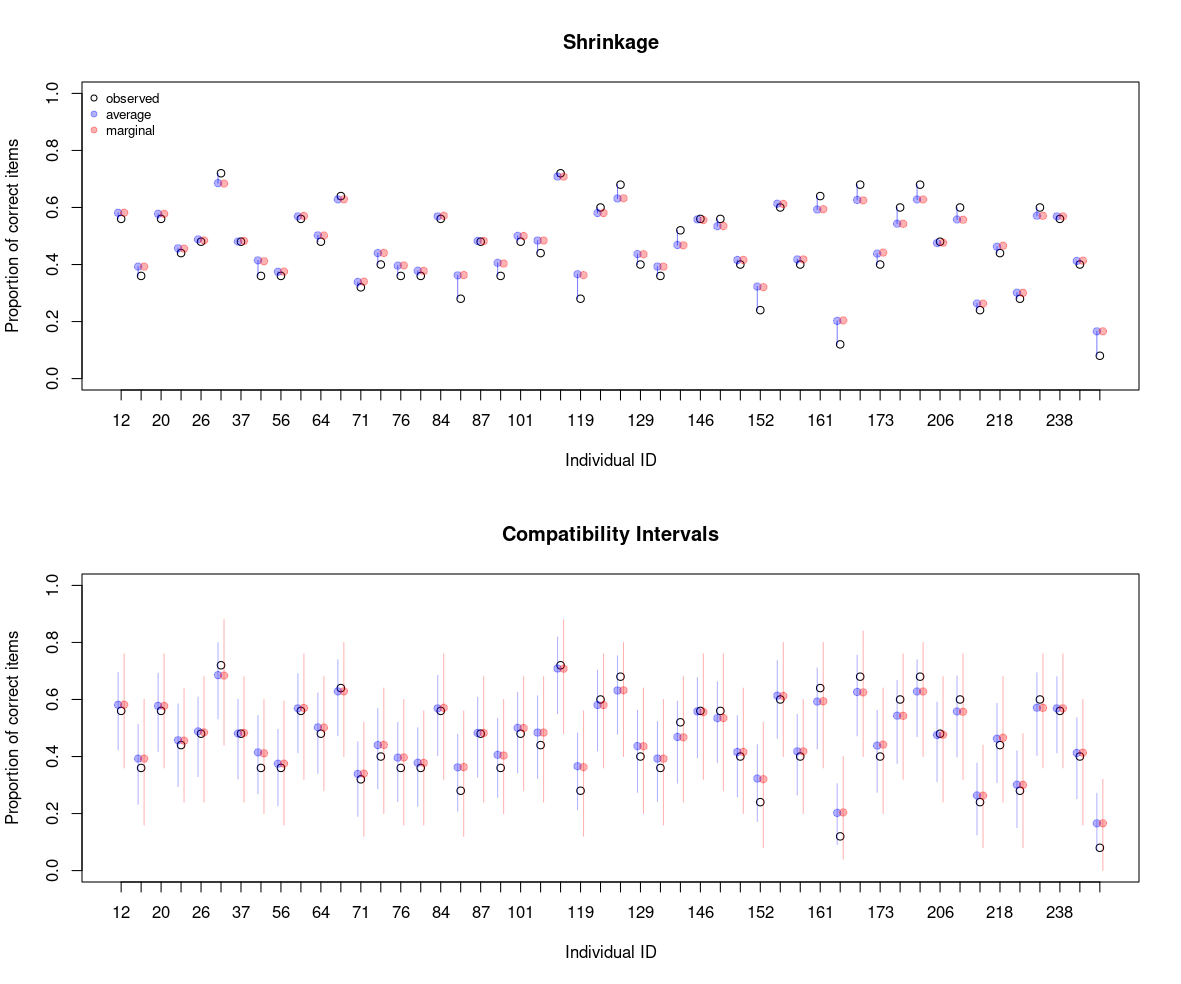 Shrinkage
Proportion of correct items
1.0
0.8
0.6
0.4
0.2
0.0
observed
average
marginal
12 20 26 37 56 64 71 76 84 87 101 119 129 146 152 161 173 206 218 238
Individual ID
Compatibility Intervals
Proportion of correct items
1.0
0.8
0.6
0.4
0.2
0.0
12 20 26 37 56 64 71 76 84 87 101 119 129 146 152 161 173 206 218 238
Individual ID